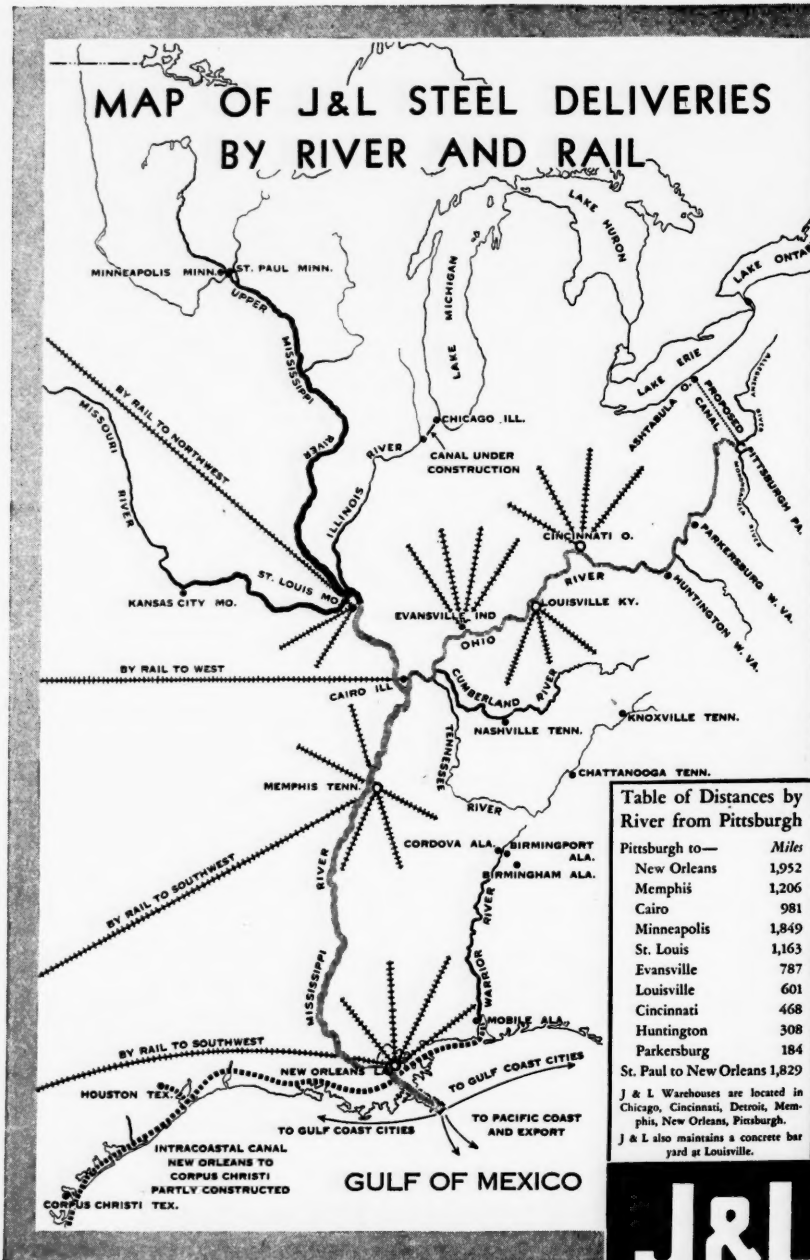 MAP OF J&L STEEL DELIVERIES
BY RIVER AND RAIL
LAKE HURON
LAKE MICHIGAN
LAKE ONTA
LAKE ERIE
MINNEAPOLIS MINN.
ST. PAUL MINN.
UPPER MISSISSIPPI RIVER
BY RAIL TO NORTHWEST
MISSOURI RIVER
CHICAGO ILL.
CANAL UNDER
CONSTRUCTION
ILLINOIS RIVER
ASHTABULA O.
PROPOSED
CANAL
ALLEGHENY RIVER
PITTSBURGH PA.
MONONGAHELA RIVER
CINCINNATI O.
PARKERSBURG W. VA.
HUNTINGTON W. VA.
KANSAS CITY MO.
ST. LOUIS MO
EVANSVILLE IND
LOUISVILLE KY.
OHIO RIVER
BY RAIL TO WEST
CAIRO ILL
CUMBERLAND RIVER
NASHVILLE TENN.
KNOXVILLE TENN.
TENNESSEE RIVER
CHATTANOOGA TENN.
MEMPHIS TENN.
BY RAIL TO SOUTHWEST
CORDOVA ALA.
BIRMINGPORT
ALA.
BIRMINGHAM ALA.
MISSISSIPPI RIVER
WARRIOR RIVER
MOBILE ALA.
BY RAIL TO SOUTHWEST
NEW ORLEANS LA
HOUSTON TEX.
TO GULF COAST CITIES
TO GULF COAST CITIES
TO PACIFIC COAST
AND EXPORT
INTRACOASTAL CANAL
NEW ORLEANS TO
CORPUS CHRISTI
PARTLY CONSTRUCTED
CORPUS CHRISTI TEX.
GULF OF MEXICO
Table of Distances by
River from Pittsburgh
Pittsburgh to— Miles
New Orleans 1,952
Memphis 1,206
Cairo 981
Minneapolis 1,849
St. Louis 1,163
Evansville 787
Louisville 601
Cincinnati 468
Huntington 308
Parkersburg 184
St. Paul to New Orleans 1,829
J & L Warehouses are located in
Chicago, Cincinnati, Detroit, Mem-
phis, New Orleans, Pittsburgh.
J & L also maintains a concrete bar
yard at Louisville.
J&L